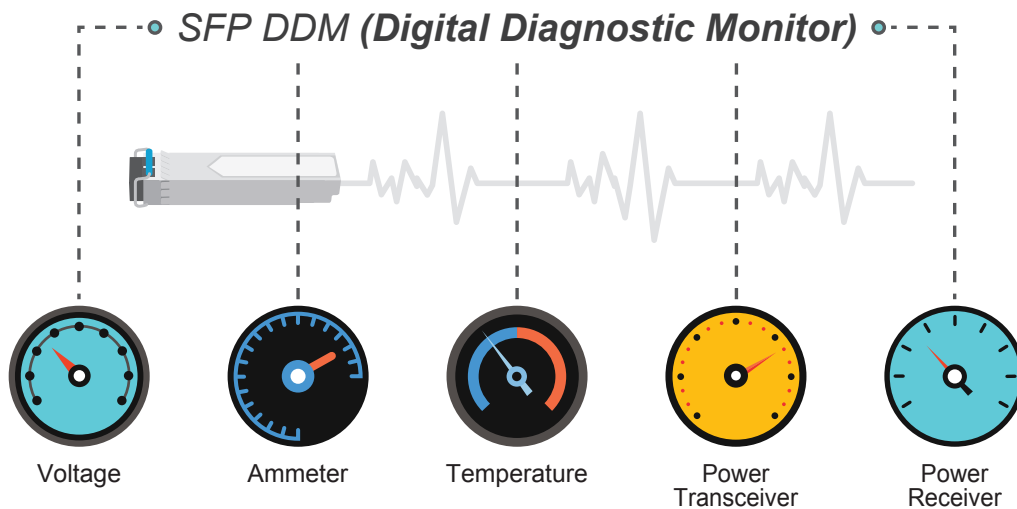 SFP DDM (Digital Diagnostic Monitor)
Voltage
Ammeter
Temperature
Power
Transceiver
Power
Receiver